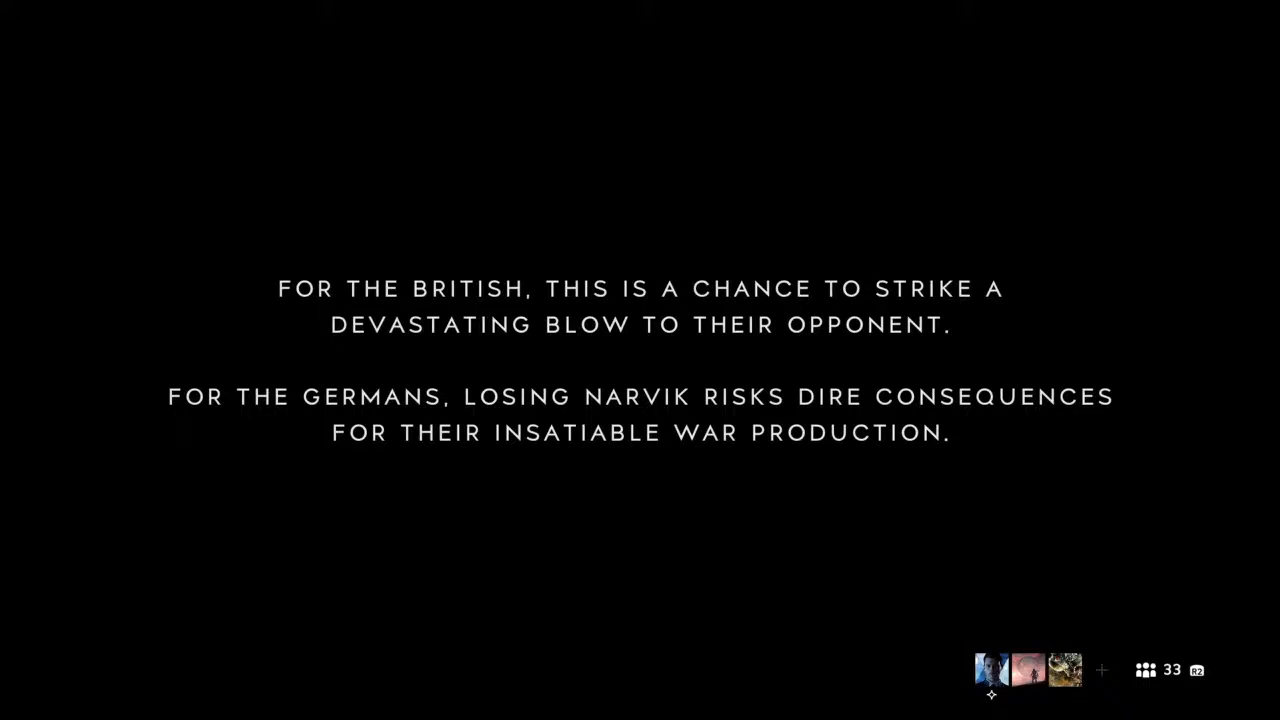 FOR THE BRITISH, THIS IS A CHANCE TO STRIKE A
DEVASTATING BLOW TO THEIR OPPONENT.
FOR THE GERMANS, LOSING NARVIK RISKS DIRE CONSEQUENCES
FOR THEIR INSATIABLE WAR PRODUCTION.
33 R2